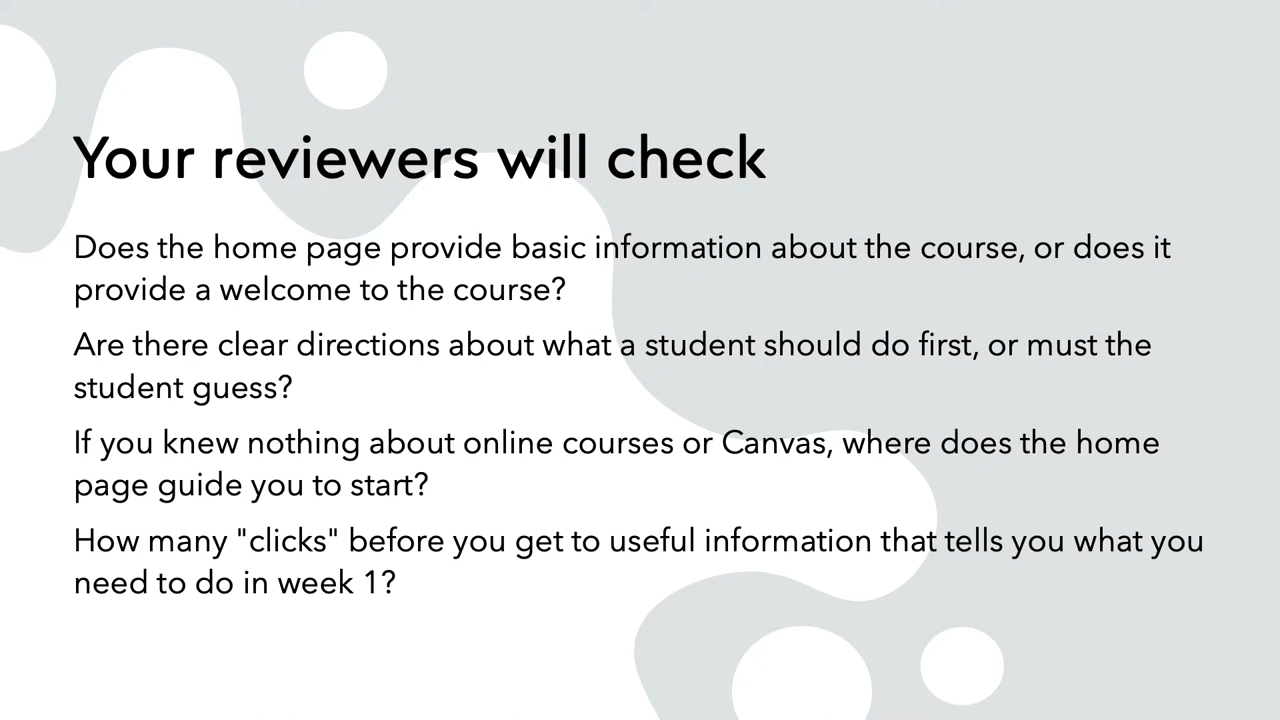 Your reviewers will check
Does the home page provide basic information about the course, or does it
provide a welcome to the course?
Are there clear directions about what a student should do first, or must the
student guess?
If you knew nothing about online courses or Canvas, where does the home
page guide you to start?
How many "clicks" before you get to useful information that tells you what you
need to do in week 1?